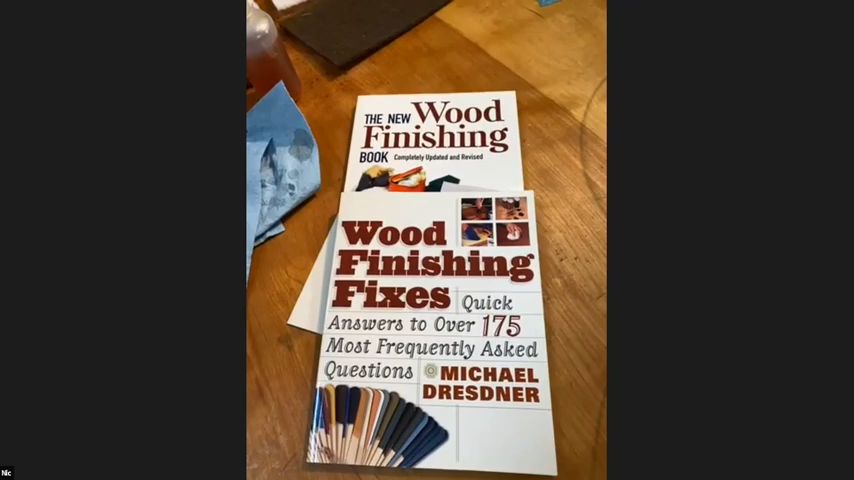 THE NEW Wood
Finishing
BOOK Completely Updated and Revised
Wood
Finishing
Fixes Quick
Answers to Over 175
Most Frequently Asked
Questions MICHAEL
DRESDNER
Nic